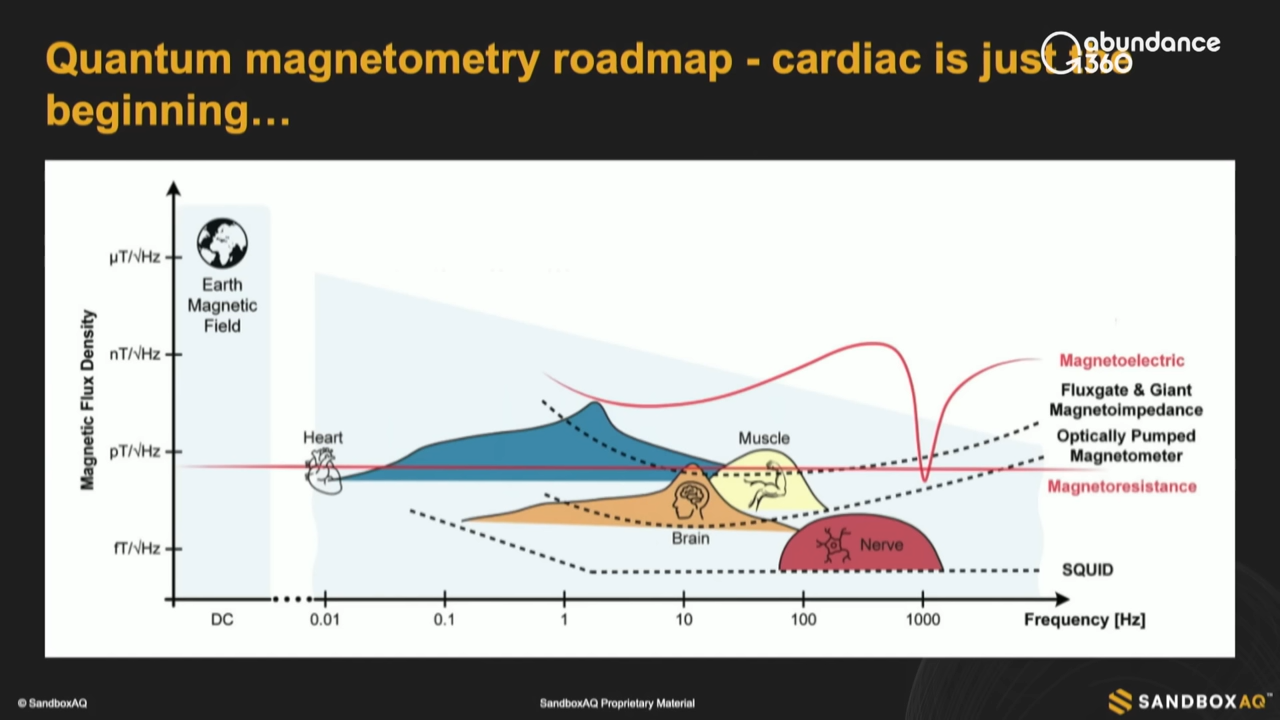 Quantum magnetometry roadmap - cardiac is just the
beginning...
abundance
360
µT/√Hz
nT/√Hz
pT/√Hz
fT/√Hz
Magnetic Flux Density
Earth
Magnetic
Field
Heart
Muscle
Brain
Nerve
Magnetoelectric
Fluxgate & Giant
Magnetoimpedance
Optically Pumped
Magnetometer
Magnetoresistance
SQUID
DC
0.01
0.1
1
10
100
1000
Frequency [Hz]
© SandboxAQ
SandboxAQ Proprietary Material
SANDBOXAQ™